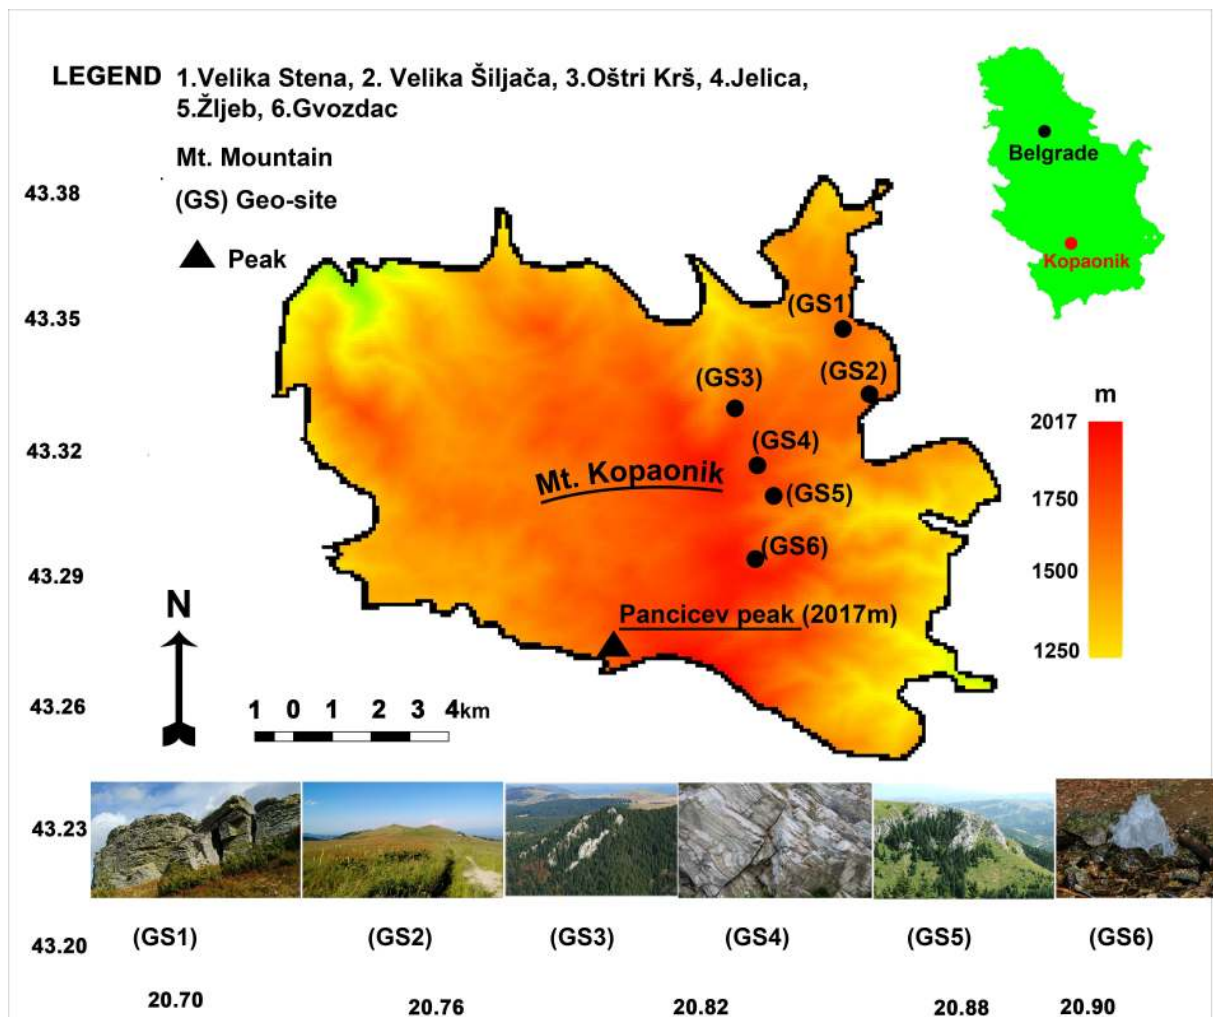 LEGEND 1.Velika Stena, 2. Velika Šiljača, 3.Oštri Krš, 4.Jelica,
5.Žljeb, 6.Gvozdac
Mt. Mountain
(GS) Geo-site
Peak
Belgrade
Kopaonik
43.38
43.35
43.32
43.29
43.26
43.23
43.20
(GS1)
(GS2)
(GS3)
(GS4)
(GS5)
(GS6)
Mt. Kopaonik
Pancicev peak (2017m)
m
2017
1750
1500
1250
N
1 0 1 2 3 4km
(GS1) (GS2) (GS3) (GS4) (GS5) (GS6)
20.70 20.76 20.82 20.88 20.90